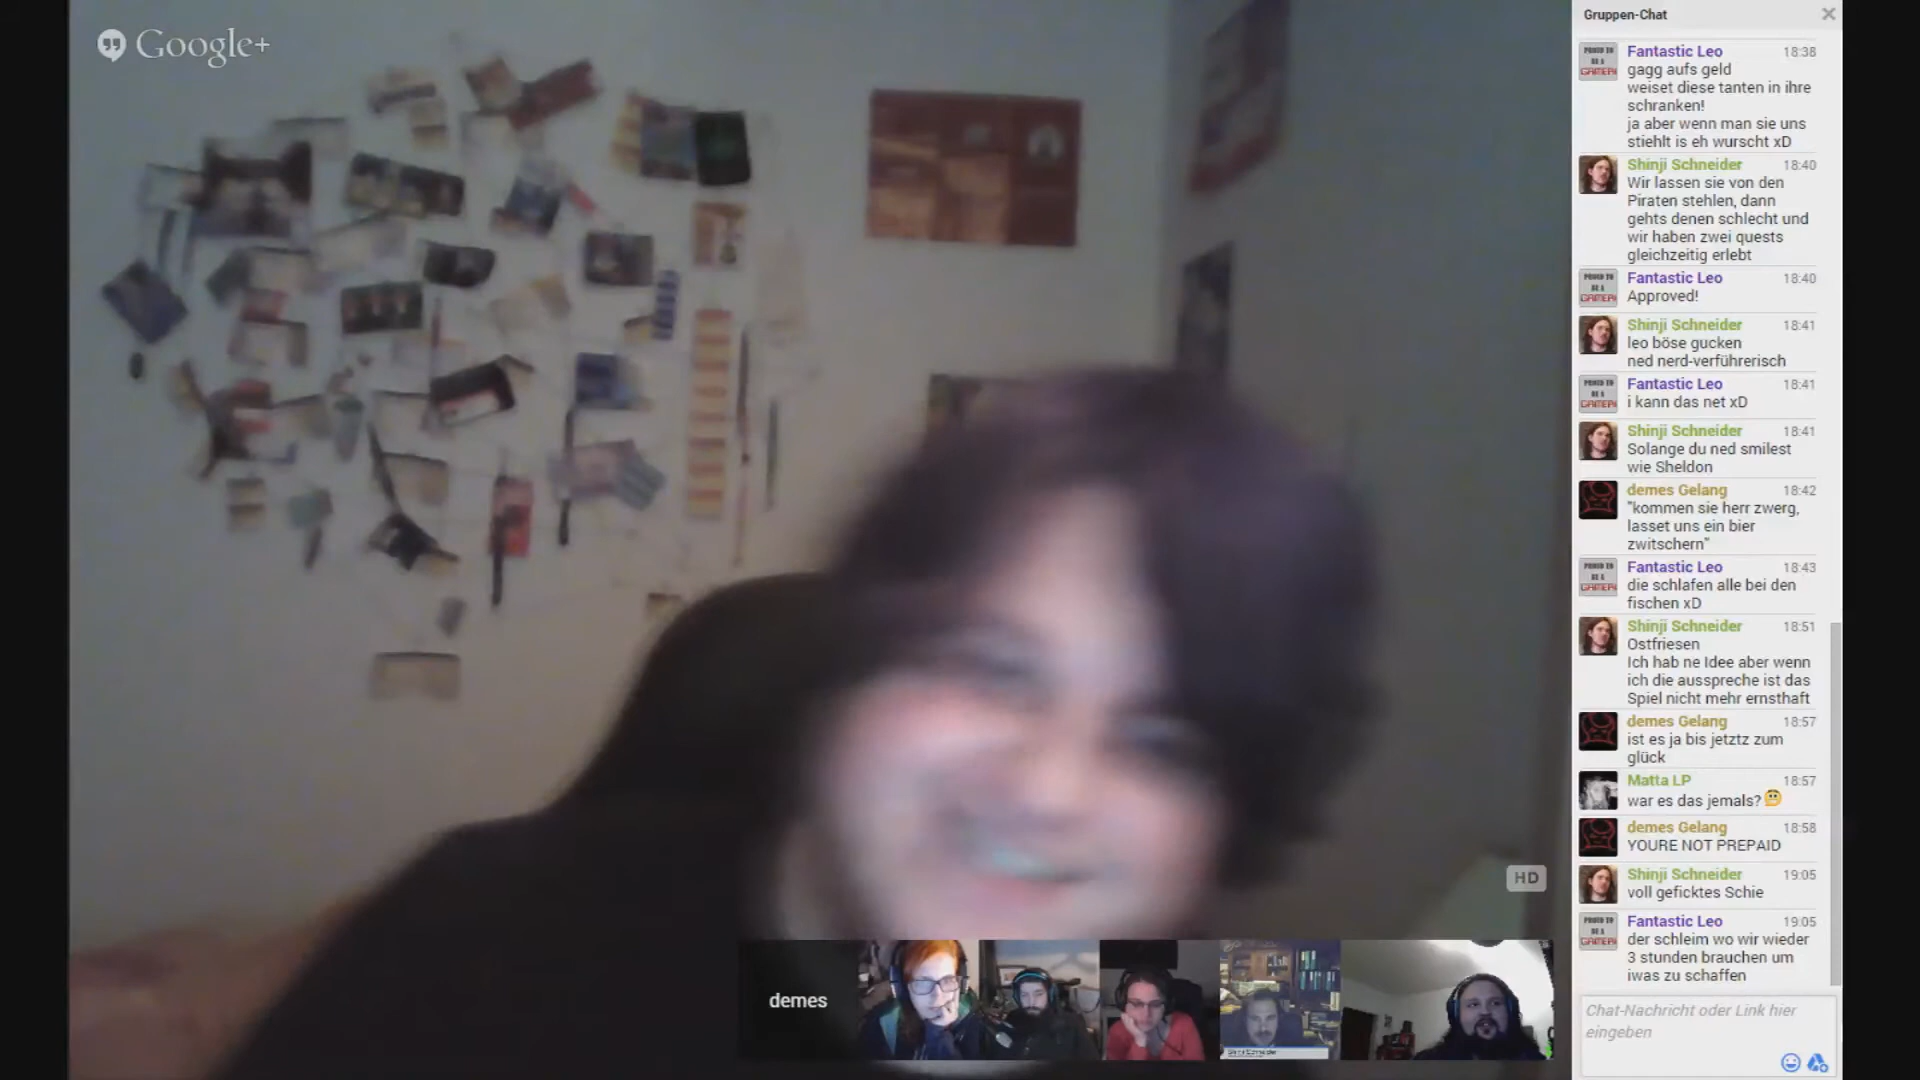 Google+
Gruppen-Chat
Fantastic Leo 18:38
gagg aufs geld
weiset diese tanten in ihre
schranken!
ja aber wenn man sie uns
stiehlt is eh wurscht xD
Shinji Schneider 18:40
Wir lassen sie von den
Piraten stehlen, dann
gehts denen schlecht und
wir haben zwei quests
gleichzeitig erlebt
Fantastic Leo 18:40
Approved!
Shinji Schneider 18:41
leo böse gucken
ned nerd-verführerisch
Fantastic Leo 18:41
i kann das net xD
Shinji Schneider 18:41
Solange du ned smilest
wie Sheldon
demes Gelang 18:42
"kommen sie herr zwerg,
lasset uns ein bier
zwitschern"
Fantastic Leo 18:43
die schlafen alle bei den
fischen xD
Shinji Schneider 18:51
Ostfriesen
Ich hab ne Idee aber wenn
ich die ausspreche ist das
Spiel nicht mehr ernsthaft
demes Gelang 18:57
ist es ja bis jetztz zum
glück
Matta LP 18:57
war es das jemals?
demes Gelang 18:58
YOURE NOT PREPAID
Shinji Schneider 19:05
voll geficktes Schie
Fantastic Leo 19:05
der schleim wo wir wieder
3 stunden brauchen um
iwas zu schaffen
Chat-Nachricht oder Link hier
eingeben
HD
demes
Shinji Schneider